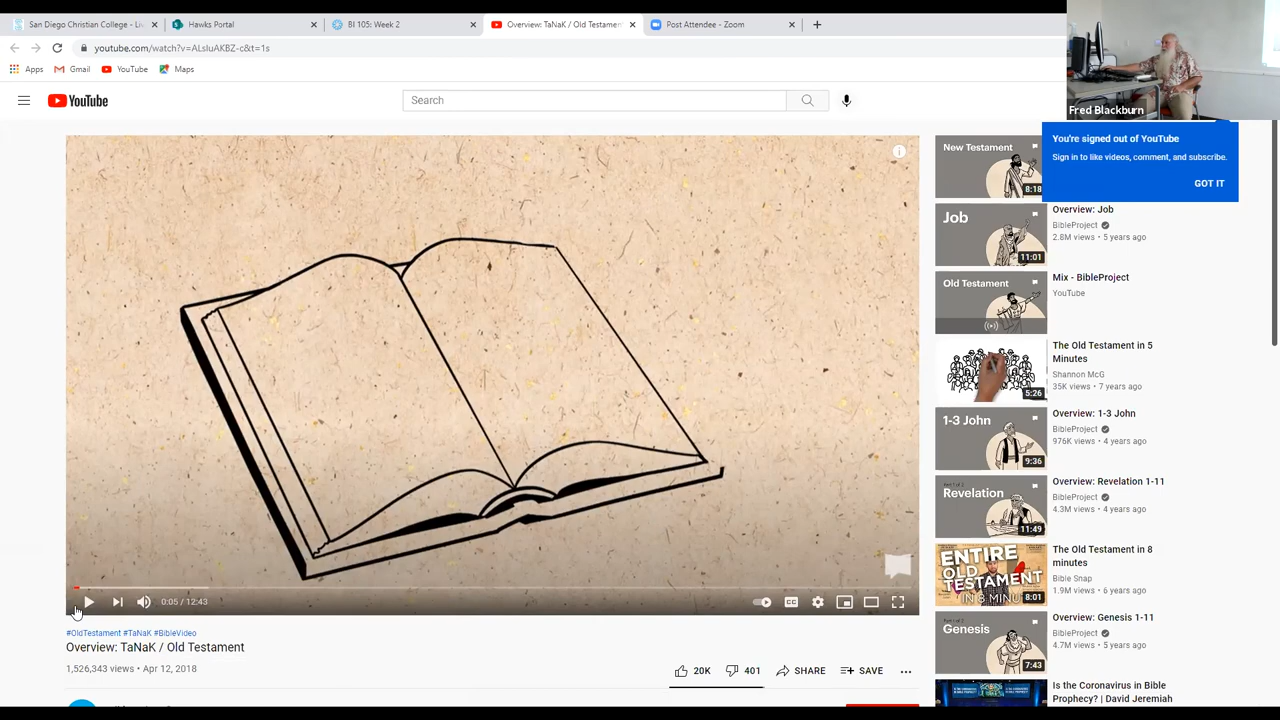 San Diego Christian College - Li
Hawks Portal
BI 105: Week 2
Overview: TaNaK / Old Testamen
Post Attendee - Zoom
youtube.com/watch?v=ALsluAKBZ-c&t=1s
Apps
Gmail
YouTube
Maps
Fred Blackburn
YouTube
Search
You're signed out of YouTube
Sign in to like videos, comment, and subscribe.
GOT IT
New Testament
8:18
Job
11:01
Overview: Job
BibleProject
2.8M views • 5 years ago
Old Testament
Mix - BibleProject
YouTube
5:26
The Old Testament in 5
Minutes
Shannon McG
35K views • 7 years ago
1-3 John
9:36
Overview: 1-3 John
BibleProject
976K views • 4 years ago
Revelation
11:49
Overview: Revelation 1-11
BibleProject
4.3M views • 4 years ago
ENTIRE
OLD
TESTAMENT
IN 8 MINU
8:01
The Old Testament in 8
minutes
Bible Snap
1.9M views • 6 years ago
Genesis
7:43
Overview: Genesis 1-11
BibleProject
4.7M views • 5 years ago
Is the Coronavirus in Bible
Prophecy? | David Jeremiah
0:05 / 12:43
CC
#OldTestament #TaNaK #BibleVideo
Overview: TaNaK / Old Testament
1,526,343 views • Apr 12, 2018
20K
401
SHARE
SAVE